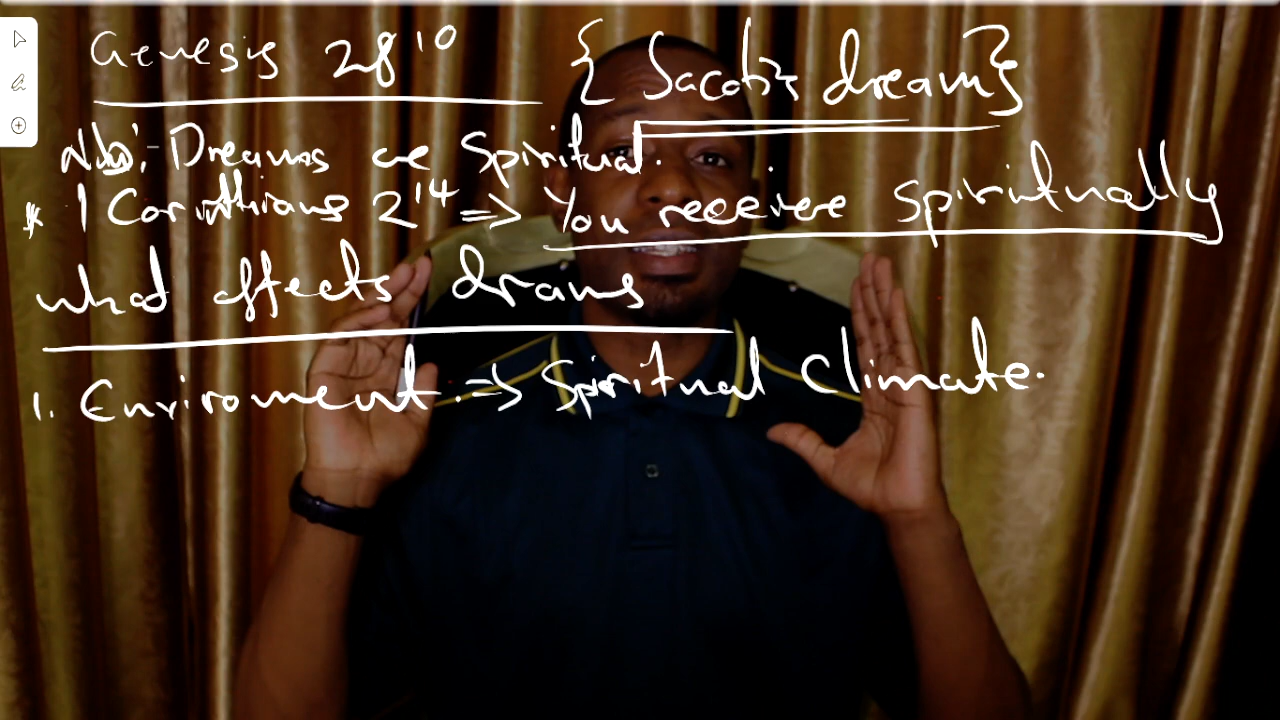 Genesis 28¹⁰ {Jacob's dream}
Nb:- Dreams are Spiritual.
* 1 Corinthians 2¹⁴ => You receive spiritually
what affects dreams
1. Enviroment. => Spiritual Climate.